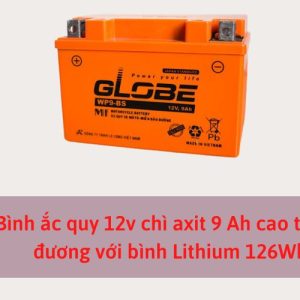 Power your life
GLOBE
WP9-BS
12V, 9Ah
MF
MOTORCYCLE BATTERY
Pb
MADE IN VIETNAM
Bình ắc quy 12v chì axit 9 Ah cao t
đương với bình Lithium 126W